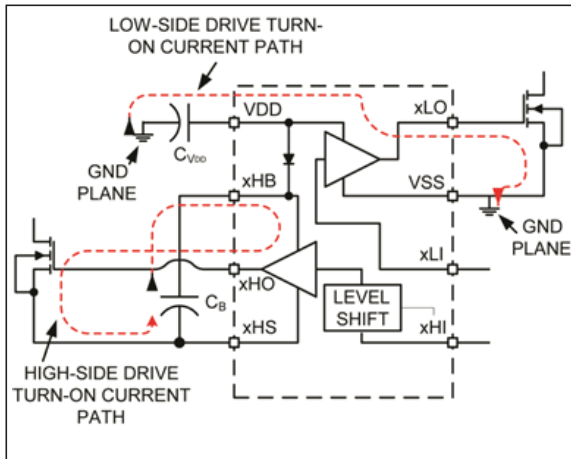 LOW-SIDE DRIVE TURN-
ON CURRENT PATH
VDD
xLO
CVDD
GND
PLANE
xHB
VSS
GND
PLANE
xLI
xHO
CB
LEVEL
SHIFT
xHI
xHS
HIGH-SIDE DRIVE
TURN-ON CURRENT
PATH